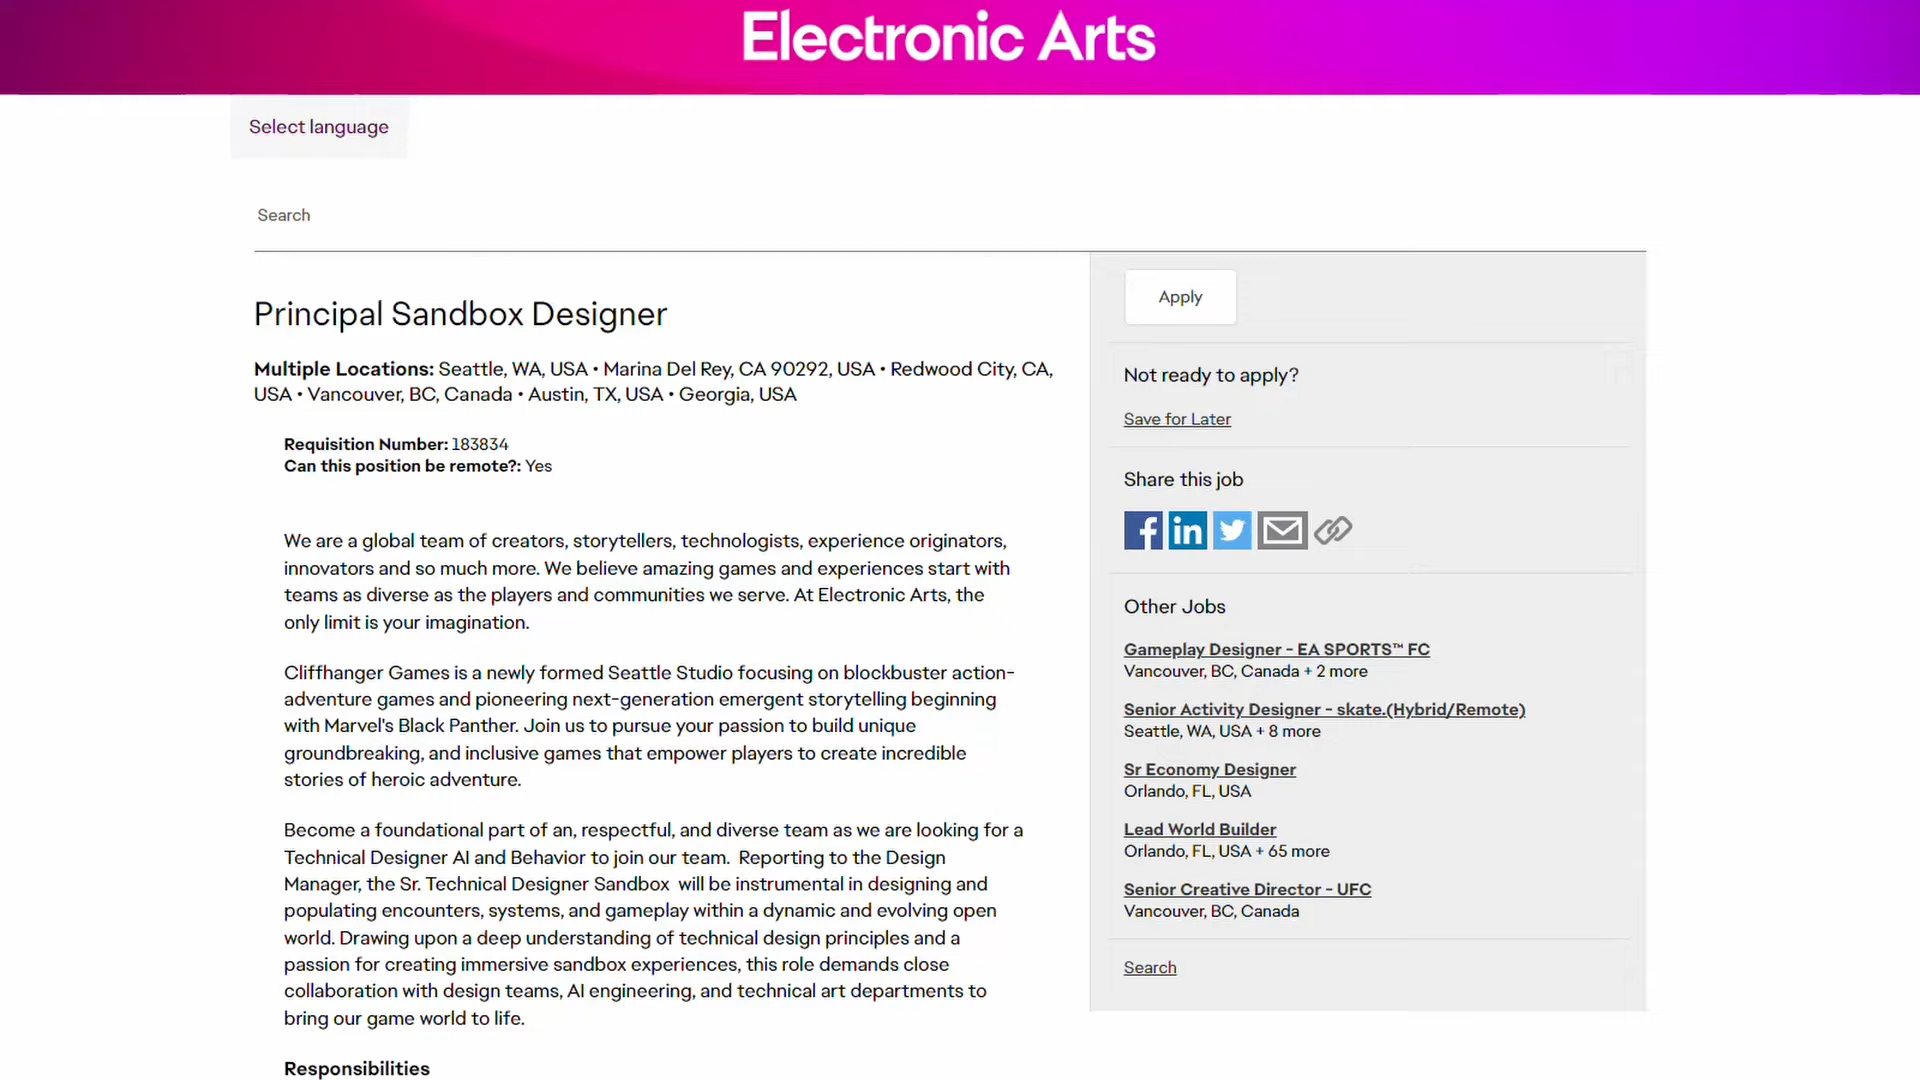 Electronic Arts
Select language
Search
Principal Sandbox Designer
Multiple Locations: Seattle, WA, USA • Marina Del Rey, CA 90292, USA • Redwood City, CA,
USA • Vancouver, BC, Canada • Austin, TX, USA • Georgia, USA
Requisition Number: 183834
Can this position be remote?: Yes
We are a global team of creators, storytellers, technologists, experience originators,
innovators and so much more. We believe amazing games and experiences start with
teams as diverse as the players and communities we serve. At Electronic Arts, the
only limit is your imagination.
Cliffhanger Games is a newly formed Seattle Studio focusing on blockbuster action-
adventure games and pioneering next-generation emergent storytelling beginning
with Marvel's Black Panther. Join us to pursue your passion to build unique
groundbreaking, and inclusive games that empower players to create incredible
stories of heroic adventure.
Become a foundational part of an, respectful, and diverse team as we are looking for a
Technical Designer AI and Behavior to join our team.  Reporting to the Design
Manager, the Sr. Technical Designer Sandbox  will be instrumental in designing and
populating encounters, systems, and gameplay within a dynamic and evolving open
world. Drawing upon a deep understanding of technical design principles and a
passion for creating immersive sandbox experiences, this role demands close
collaboration with design teams, AI engineering, and technical art departments to
bring our game world to life.
Responsibilities
Apply
Not ready to apply?
Save for Later
Share this job
Other Jobs
Gameplay Designer - EA SPORTS™ FC
Vancouver, BC, Canada + 2 more
Senior Activity Designer - skate.(Hybrid/Remote)
Seattle, WA, USA + 8 more
Sr Economy Designer
Orlando, FL, USA
Lead World Builder
Orlando, FL, USA + 65 more
Senior Creative Director - UFC
Vancouver, BC, Canada
Search